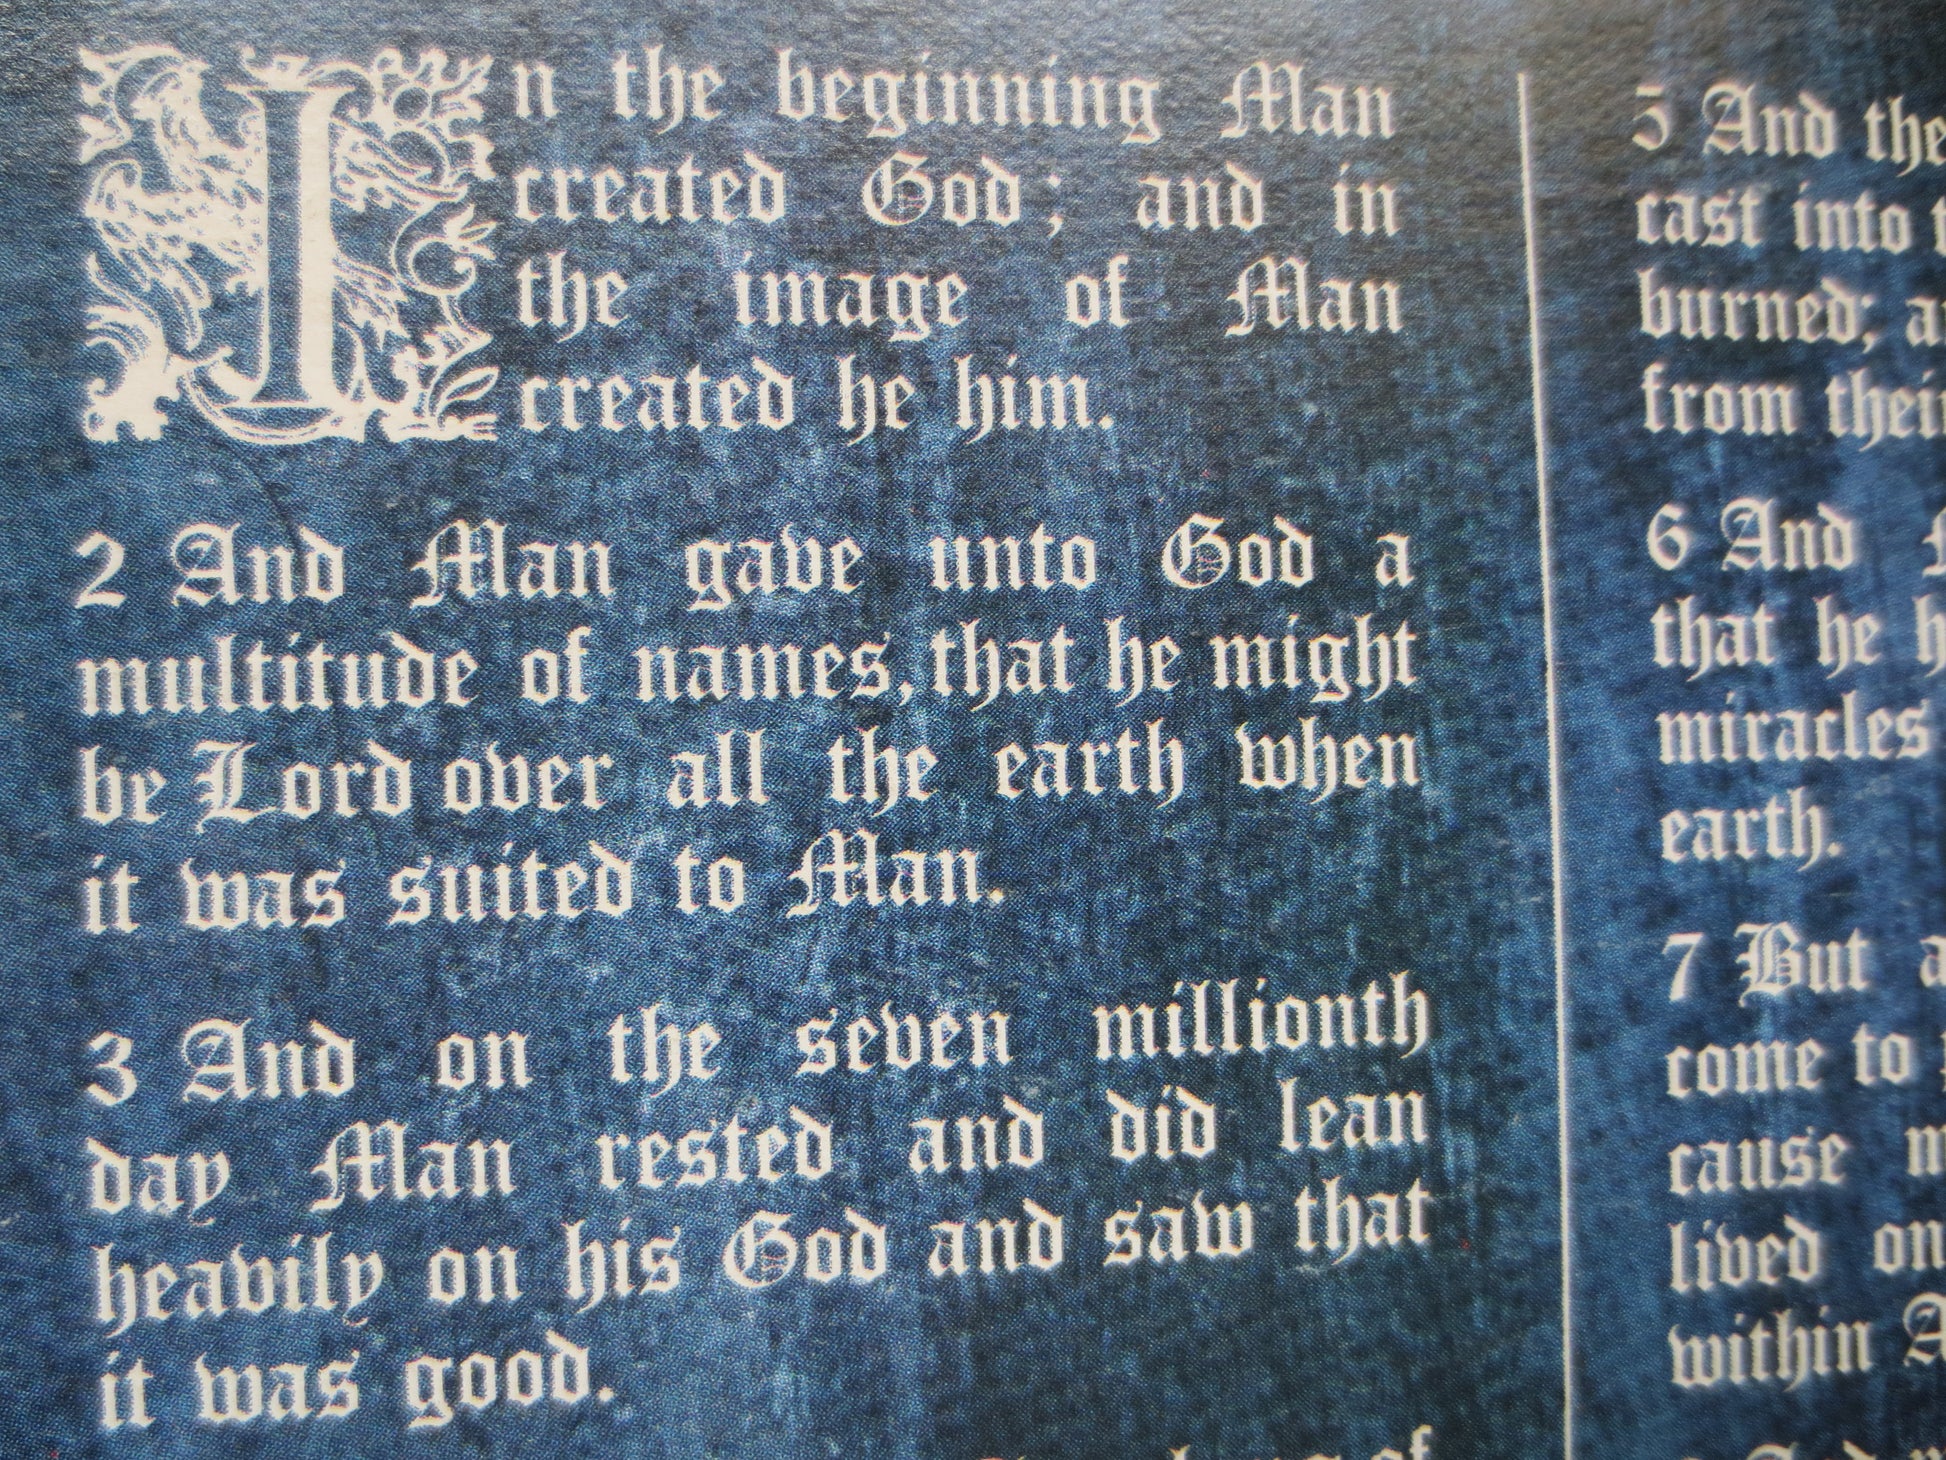 In the beginning Man
created God; and in
the image of Man
created he him.
2 And Man gave unto God a
multitude of names, that he might
be Lord over all the earth when
it was suited to Man.
3 And on the seven millionth
day Man rested and did lean
heavily on his God and saw that
it was good.
of
5 And the
cast into
burned;
from their
6 And
that he
miracles
earth.
7 But
come to
cause
lived on
within
And